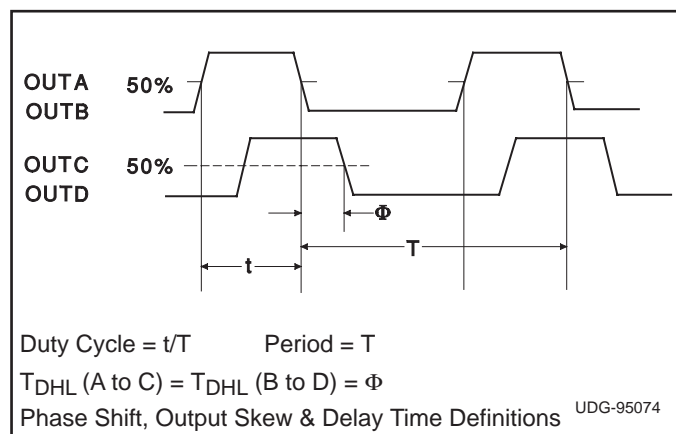 OUTA 50%
OUTB
OUTC 50%
OUTD
Φ
T
t
Duty Cycle = t/T Period = T
TDHL (A to C) = TDHL (B to D) = Φ
Phase Shift, Output Skew & Delay Time Definitions UDG-95074